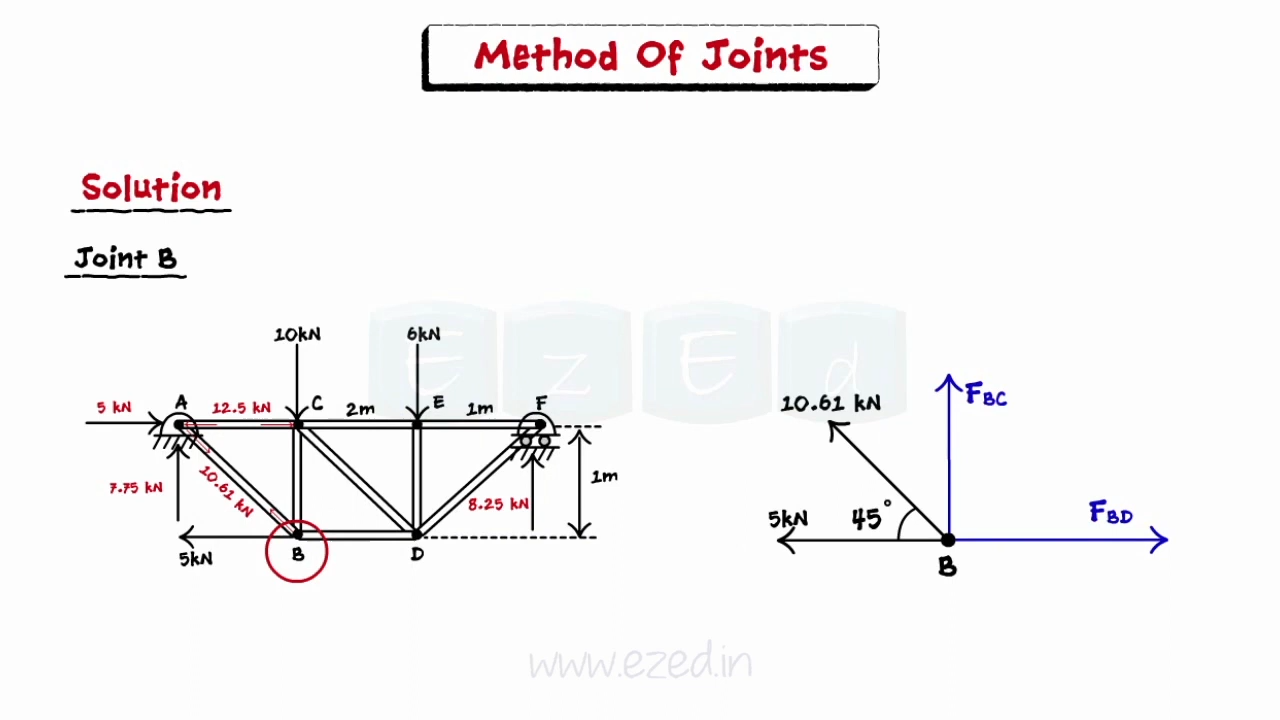 Method Of Joints
Solution
Joint B
EzEd
10kN 6kN
5 kN A 12.5 kN C 2m E 1m F
7.75 kN 10.61 kN 8.25 kN 1m
5kN B D
10.61 kN FBC
5kN 45° FBD
B
www.ezed.in